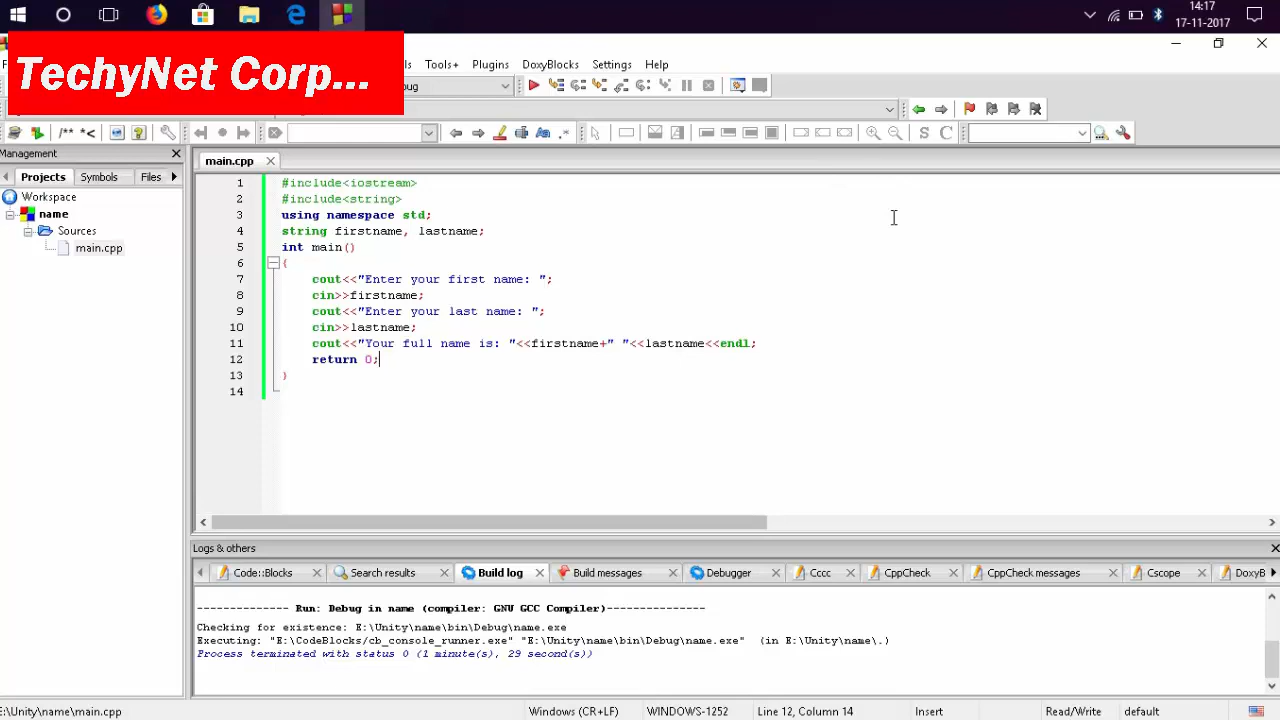 14:17
17-11-2017
TechyNet Corp...
ls Tools+ Plugins DoxyBlocks Settings Help
ug
/** *< .* S C
Management
main.cpp
Projects Symbols Files
Workspace
name
Sources
main.cpp
1 #include<iostream>
2 #include<string>
3 using namespace std;
4 string firstname, lastname;
5 int main()
6 {
7 cout<<"Enter your first name: ";
8 cin>>firstname;
9 cout<<"Enter your last name: ";
10 cin>>lastname;
11 cout<<"Your full name is: "<<firstname+" "<<lastname<<endl;
12 return 0;
13 }
14
Logs & others
Code::Blocks Search results Build log Build messages Debugger Cccc CppCheck CppCheck messages Cscope DoxyB
-------------- Run: Debug in name (compiler: GNU GCC Compiler)---------------
Checking for existence: E:\Unity\name\bin\Debug\name.exe
Executing: "E:\CodeBlocks/cb_console_runner.exe" "E:\Unity\name\bin\Debug\name.exe" (in E:\Unity\name\.)
Process terminated with status 0 (1 minute(s), 29 second(s))
E:\Unity\name\main.cpp Windows (CR+LF) WINDOWS-1252 Line 12, Column 14 Insert Read/Write default